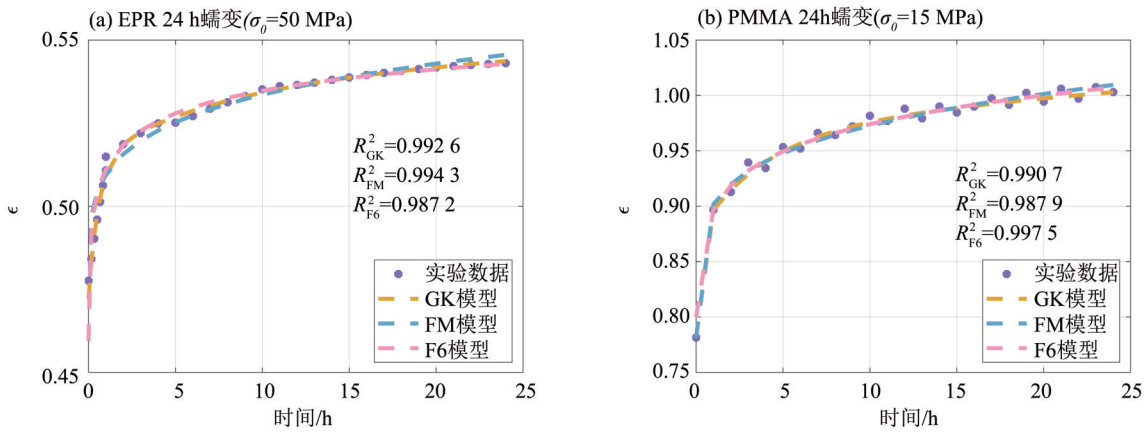 (a) EPR 24 h蠕变(σ₀=50 MPa)
0.55
0.50
0.45
ϵ
R²GK=0.992 6
R²FM=0.994 3
R²F6=0.987 2
实验数据
GK模型
FM模型
F6模型
0 5 10 15 20 25
时间/h
(b) PMMA 24h蠕变(σ₀=15 MPa)
1.05
1.00
0.95
0.90
0.85
0.80
0.75
ϵ
R²GK=0.990 7
R²FM=0.987 9
R²F6=0.997 5
实验数据
GK模型
FM模型
F6模型
0 5 10 15 20 25
时间/h